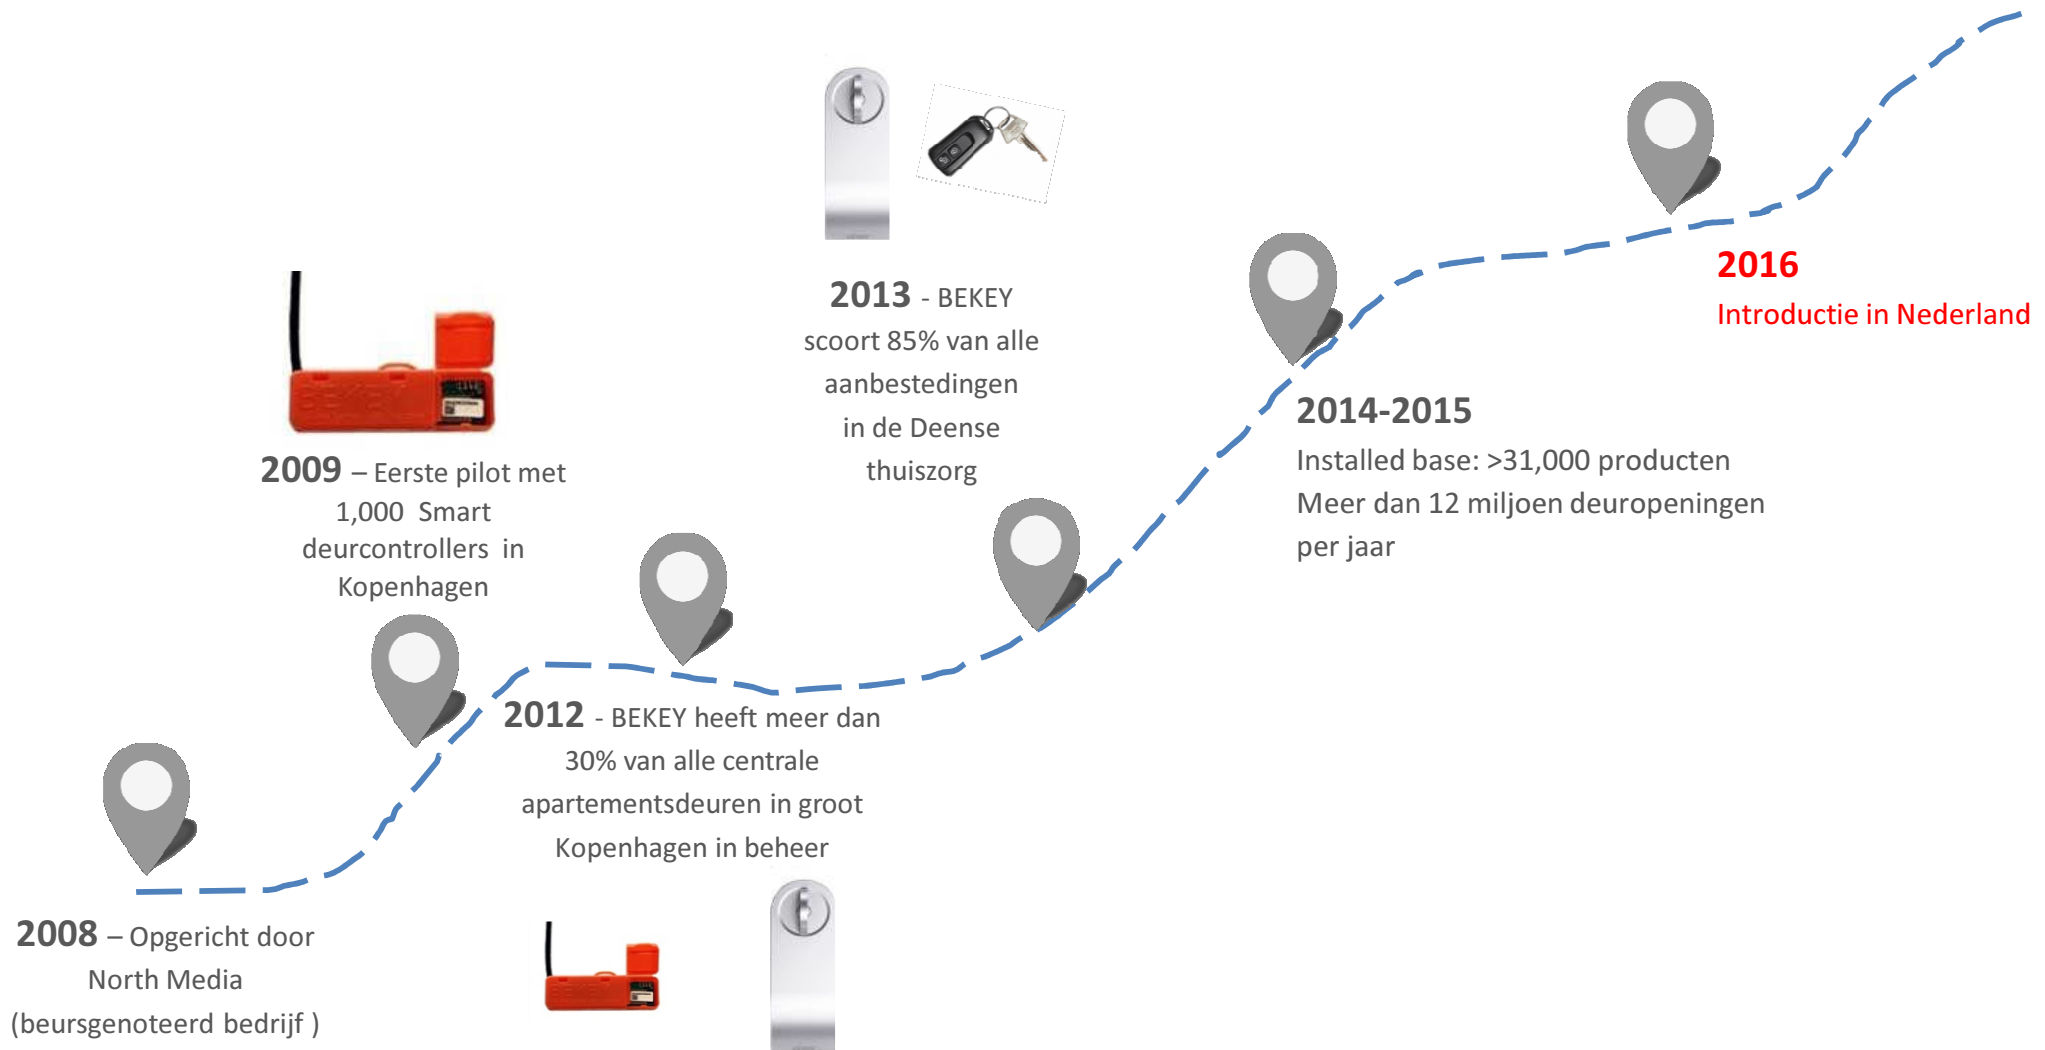 2008 – Opgericht door
North Media
(beursgenoteerd bedrijf )
2009 – Eerste pilot met
1,000 Smart
deurcontrollers in
Kopenhagen
2012 - BEKEY heeft meer dan
30% van alle centrale
apartementsdeuren in groot
Kopenhagen in beheer
2013 - BEKEY
scoort 85% van alle
aanbestedingen
in de Deense
thuiszorg
2014-2015
Installed base: >31,000 producten
Meer dan 12 miljoen deuropeningen
per jaar
2016
Introductie in Nederland